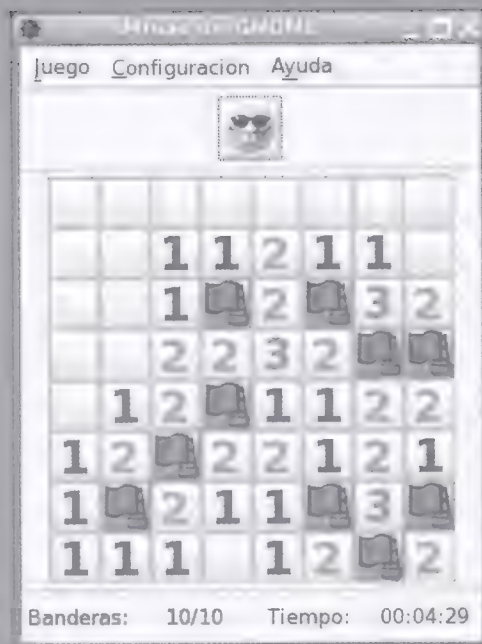 Juego Configuracion Ayuda
1 1 2 1 1
1 2 3 2
2 2 3 2
1 2 1 1 2 2
1 2 2 2 1 2 1
1 2 1 1 3
1 1 1 1 2 2
Banderas: 10/10 Tiempo: 00:04:29